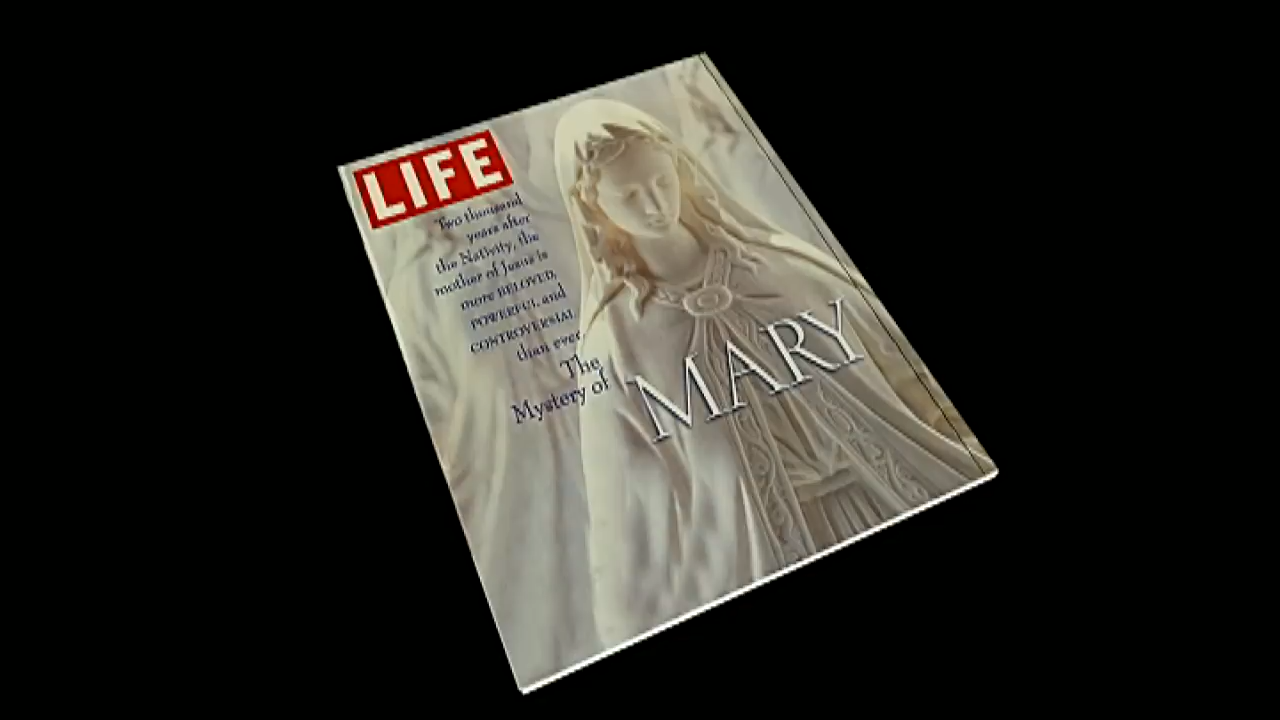 LIFE
Two thousand
years after
the Nativity, the
mother of Jesus is
more BELOVED,
POWERFUL and
CONTROVERSIAL
than ever
The
Mystery of
MARY